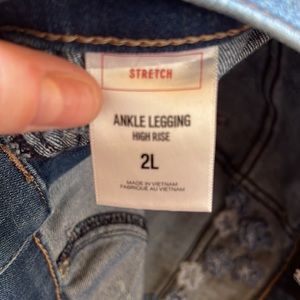 STRETCH
ANKLE LEGGING
HIGH RISE
2L
MADE IN VIETNAM
FABRIQUÉ AU VIETNAM